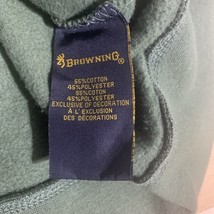 BROWNING®
55%COTTON
45%POLYESTER
55%COTON
45%POLYESTER
EXCLUSIVE OF DECORATION
À L'EXCLUSION
DES DÉCORATIONS